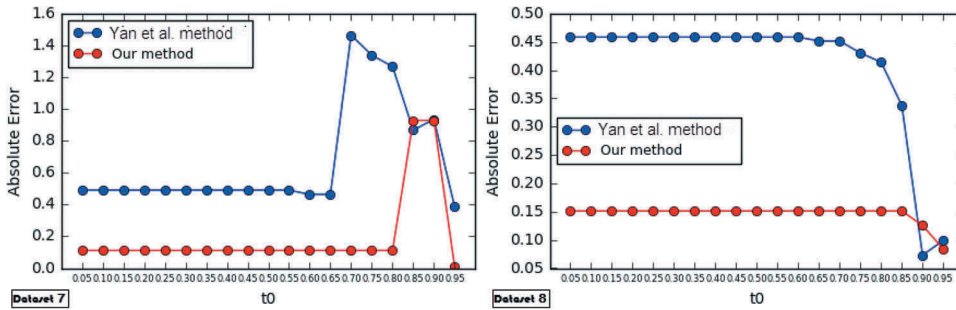 1.6
1.4
1.2
1.0
0.8
0.6
0.4
0.2
0.0
Absolute Error
Yan et al. method
Our method
0.05 0.10 0.15 0.20 0.25 0.30 0.35 0.40 0.45 0.50 0.55 0.60 0.65 0.70 0.75 0.80 0.85 0.90 0.95
t0
Dataset 7
0.50
0.45
0.40
0.35
0.30
0.25
0.20
0.15
0.10
0.05
Absolute Error
Yan et al. method
Our method
0.05 0.10 0.15 0.20 0.25 0.30 0.35 0.40 0.45 0.50 0.55 0.60 0.65 0.70 0.75 0.80 0.85 0.90 0.95
t0
Dataset 8